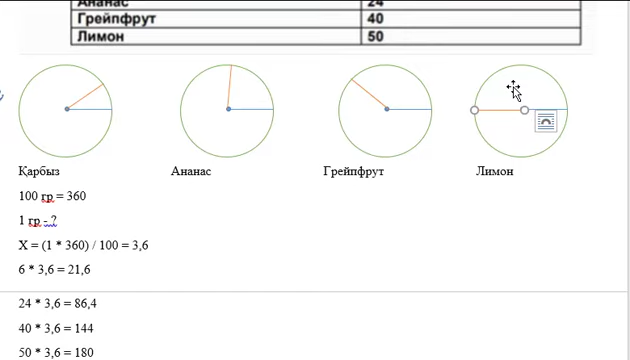 Ананас 24
Грейпфрут 40
Лимон 50
Қарбыз Ананас Грейпфрут Лимон
100 гр = 360
1 гр - ?
X = (1 * 360) / 100 = 3,6
6 * 3,6 = 21,6
24 * 3,6 = 86,4
40 * 3,6 = 144
50 * 3,6 = 180